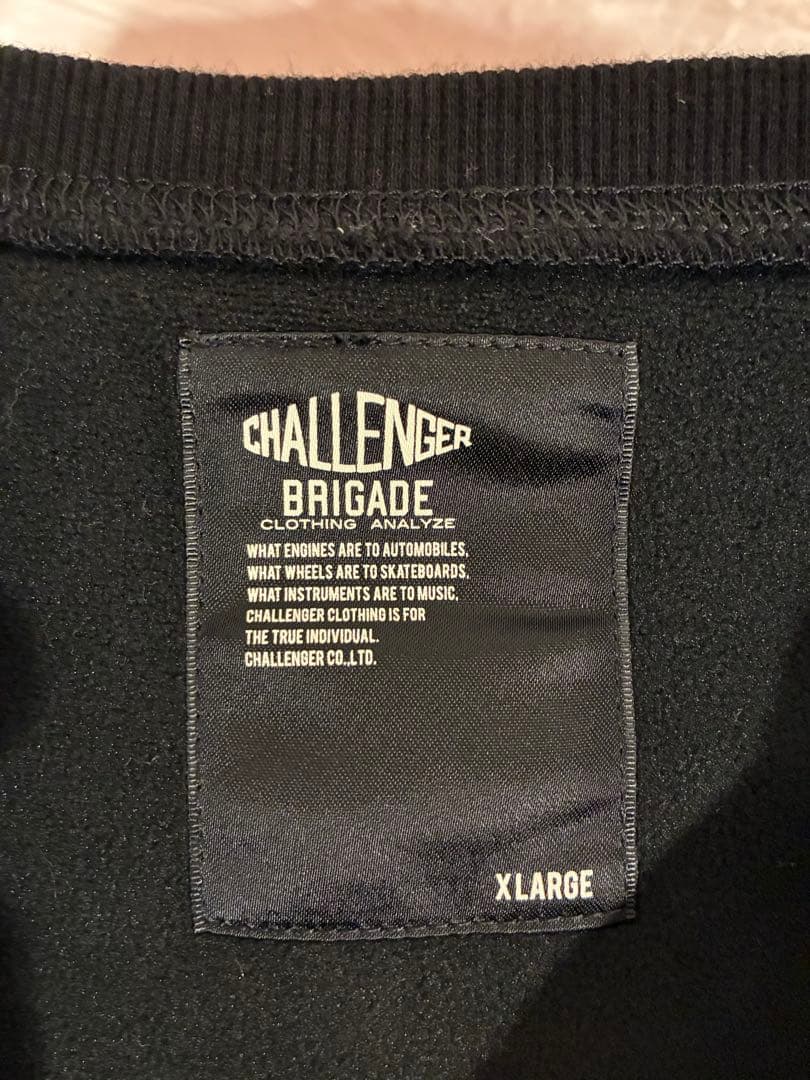 CHALLENGER
BRIGADE
CLOTHING ANALYZE
WHAT ENGINES ARE TO AUTOMOBILES,
WHAT WHEELS ARE TO SKATEBOARDS,
WHAT INSTRUMENTS ARE TO MUSIC,
CHALLENGER CLOTHING IS FOR
THE TRUE INDIVIDUAL.
CHALLENGER CO.,LTD.
XLARGE